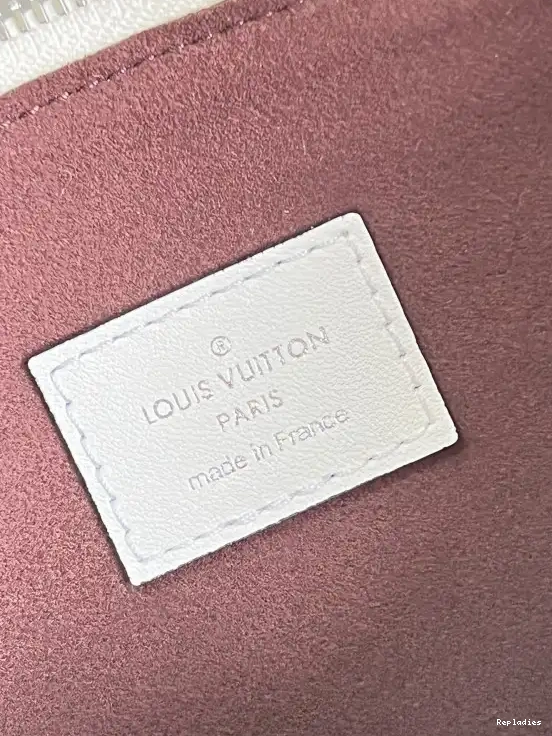 ®
LOUIS VUITTON
PARIS
made in France
Repladies